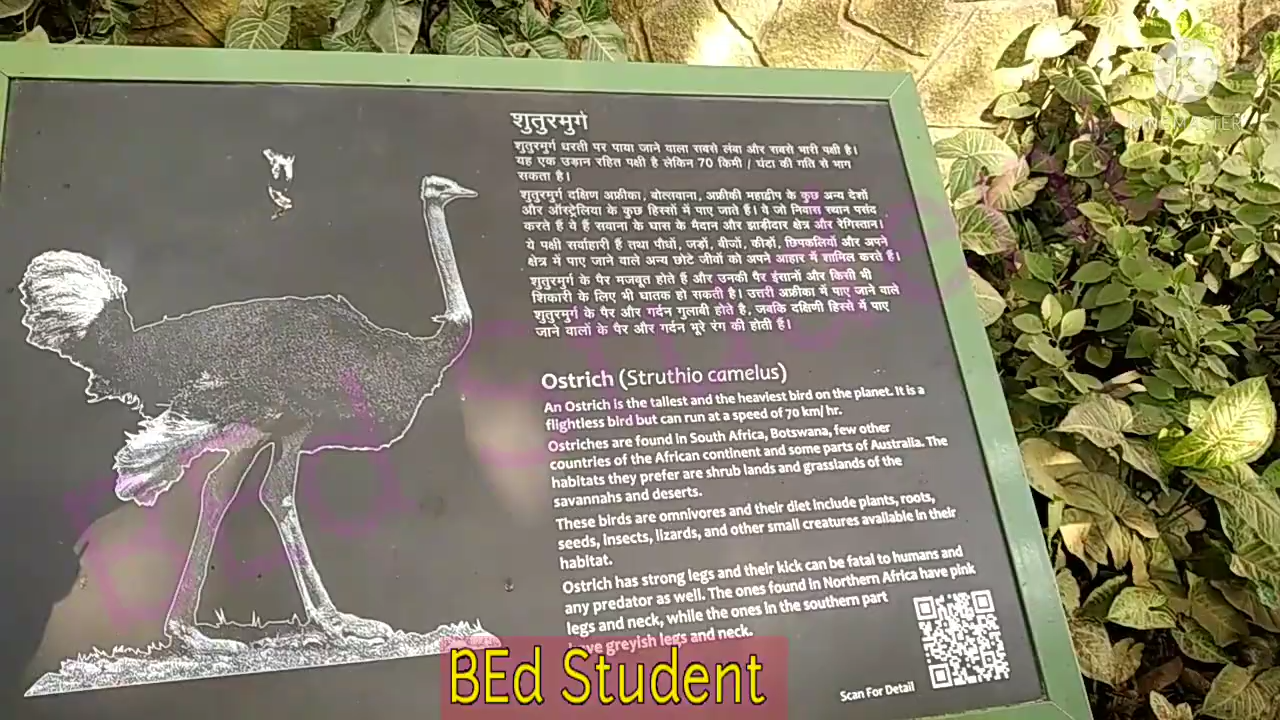 शुतुरमुर्ग
शुतुरमुर्ग धरती पर पाया जाने वाला सबसे लंबा और सबसे भारी पक्षी है।
यह एक उड़ान रहित पक्षी है लेकिन 70 किमी / घंटा की गति से भाग
सकता है।
शुतुरमुर्ग दक्षिण अफ्रीका, बोत्सवाना, अफ्रीकी महाद्वीप के कुछ अन्य देशों
और ऑस्ट्रेलिया के कुछ हिस्सों में पाए जाते हैं। ये जो निवास स्थान पसंद
करते हैं वे हैं सवाना के घास के मैदान और झाड़ीदार क्षेत्र और रेगिस्तान।
ये पक्षी सर्वाहारी हैं तथा पौधों, जड़ों, बीजों, कीड़ों, छिपकलियों और अपने
क्षेत्र में पाए जाने वाले अन्य छोटे जीवों को अपने आहार में शामिल करते हैं।
शुतुरमुर्ग के पैर मजबूत होते हैं और उनकी पैर इंसानों और किसी भी
शिकारी के लिए भी घातक हो सकती है। उत्तरी अफ्रीका में पाए जाने वाले
शुतुरमुर्ग के पैर और गर्दन गुलाबी होते है, जबकि दक्षिणी हिस्से में पाए
जाने वालों के पैर और गर्दन भूरे रंग की होती हैं।
Ostrich (Struthio camelus)
An Ostrich is the tallest and the heaviest bird on the planet. It is a
flightless bird but can run at a speed of 70 km/ hr.
Ostriches are found in South Africa, Botswana, few other
countries of the African continent and some parts of Australia. The
habitats they prefer are shrub lands and grasslands of the
savannahs and deserts.
These birds are omnivores and their diet include plants, roots,
seeds, insects, lizards, and other small creatures available in their
habitat.
Ostrich has strong legs and their kick can be fatal to humans and
any predator as well. The ones found in Northern Africa have pink
legs and neck, while the ones in the southern part
have greyish legs and neck.
Scan For Detail
BEd Student
KINEMASTER